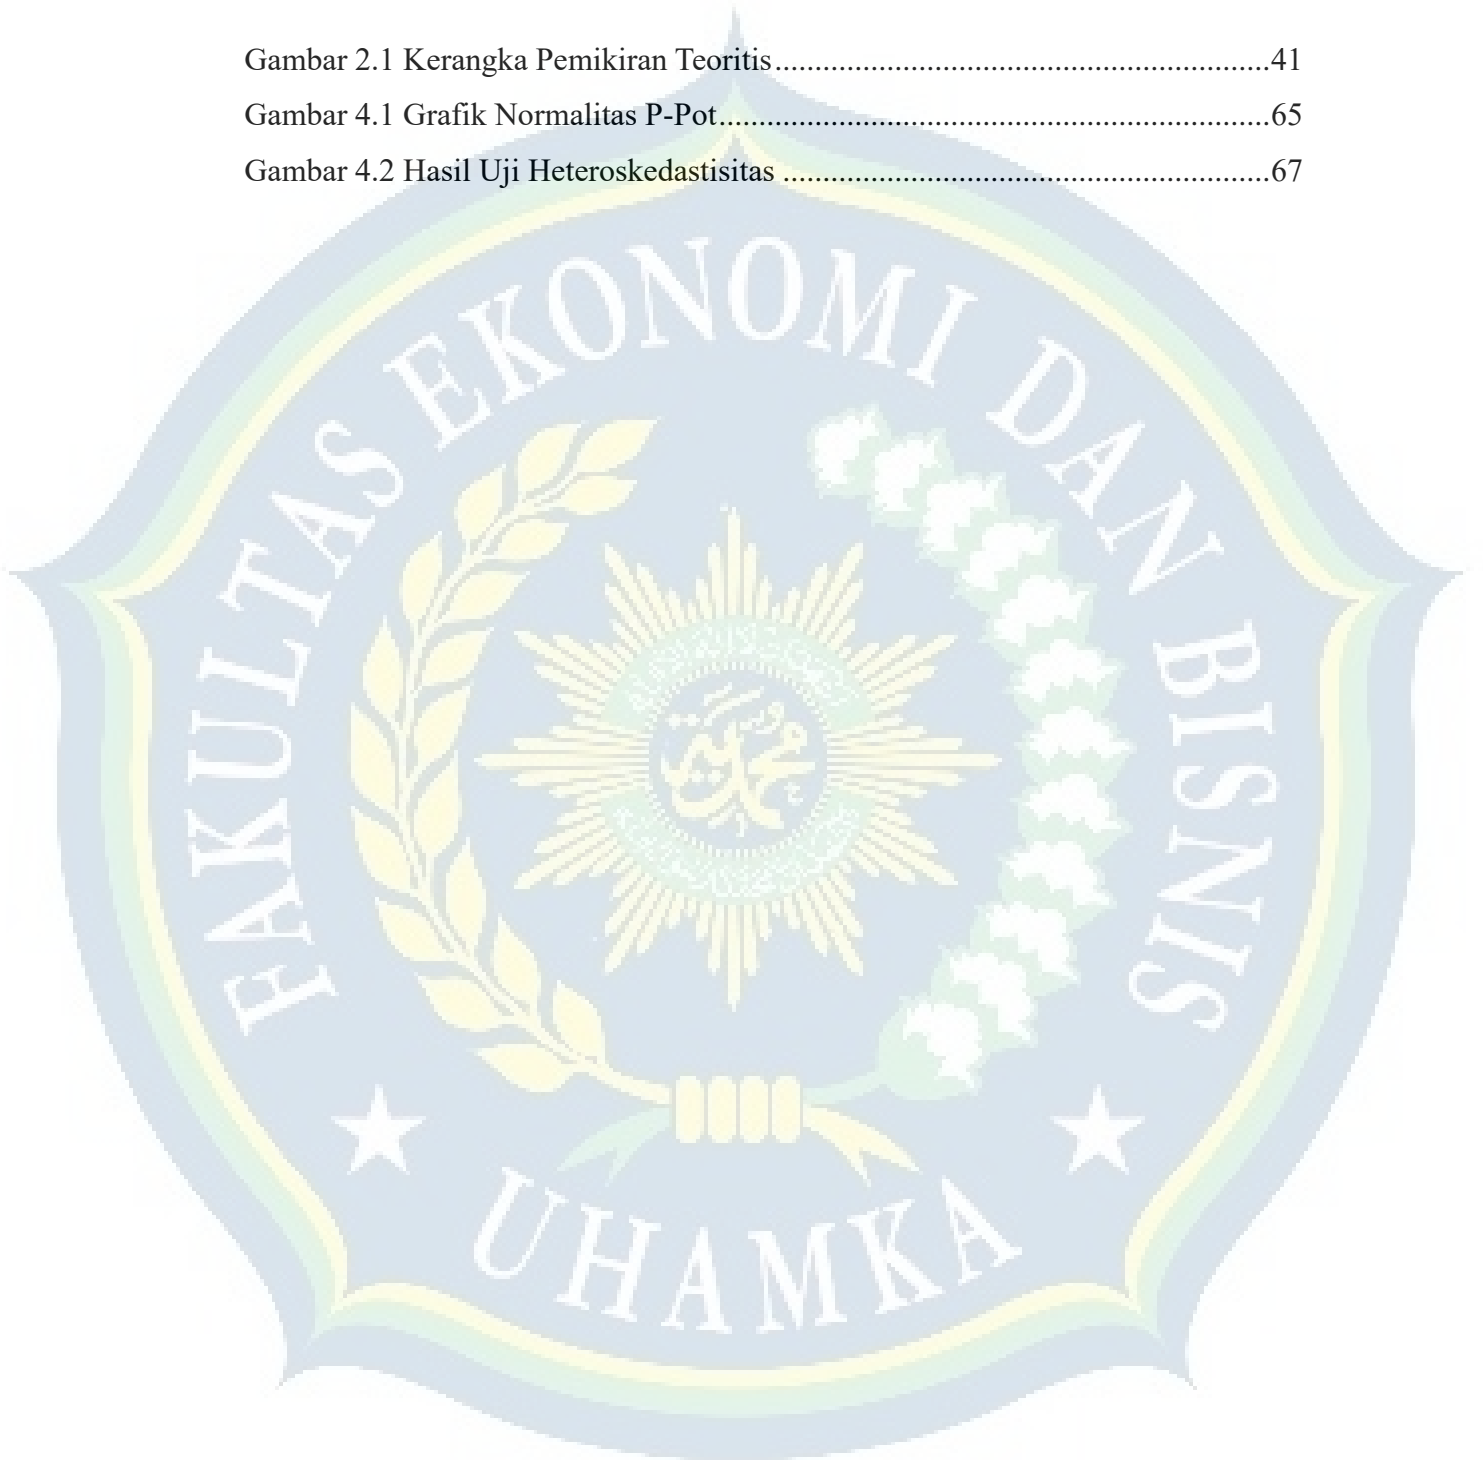 Gambar 2.1 Kerangka Pemikiran Teoritis..............................................................41
Gambar 4.1 Grafik Normalitas P-Pot.....................................................................65
Gambar 4.2 Hasil Uji Heteroskedastisitas .............................................................67
FAKULTAS EKONOMI DAN BISNIS
محمدية
UHAMKA